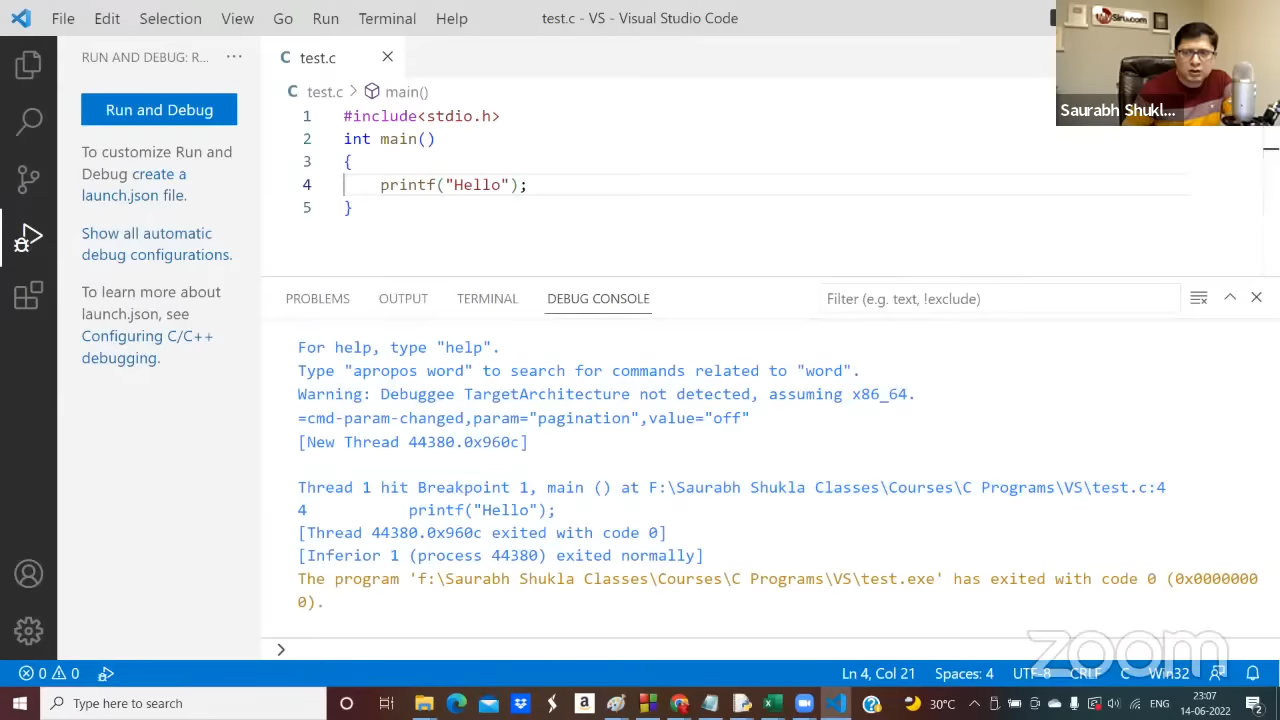 File Edit Selection View Go Run Terminal Help test.c - VS - Visual Studio Code
RUN AND DEBUG: R... ···
Run and Debug
To customize Run and
Debug create a
launch.json file.
Show all automatic
debug configurations.
To learn more about
launch.json, see
Configuring C/C++
debugging.
C test.c
C test.c > main()
1 #include<stdio.h>
2 int main()
3 {
4 printf("Hello");
5 }
Saurabh Shukl...
PROBLEMS OUTPUT TERMINAL DEBUG CONSOLE Filter (e.g. text, !exclude)
For help, type "help".
Type "apropos word" to search for commands related to "word".
Warning: Debuggee TargetArchitecture not detected, assuming x86_64.
=cmd-param-changed,param="pagination",value="off"
[New Thread 44380.0x960c]
Thread 1 hit Breakpoint 1, main () at F:\Saurabh Shukla Classes\Courses\C Programs\VS\test.c:4
4 printf("Hello");
[Thread 44380.0x960c exited with code 0]
[Inferior 1 (process 44380) exited normally]
The program 'f:\Saurabh Shukla Classes\Courses\C Programs\VS\test.exe' has exited with code 0 (0x0000000
0).
>
zoom
0 0 Ln 4, Col 21 Spaces: 4 UTF-8 CRLF C Win32
Type here to search 30°C ENG 23:07
14-06-2022 2